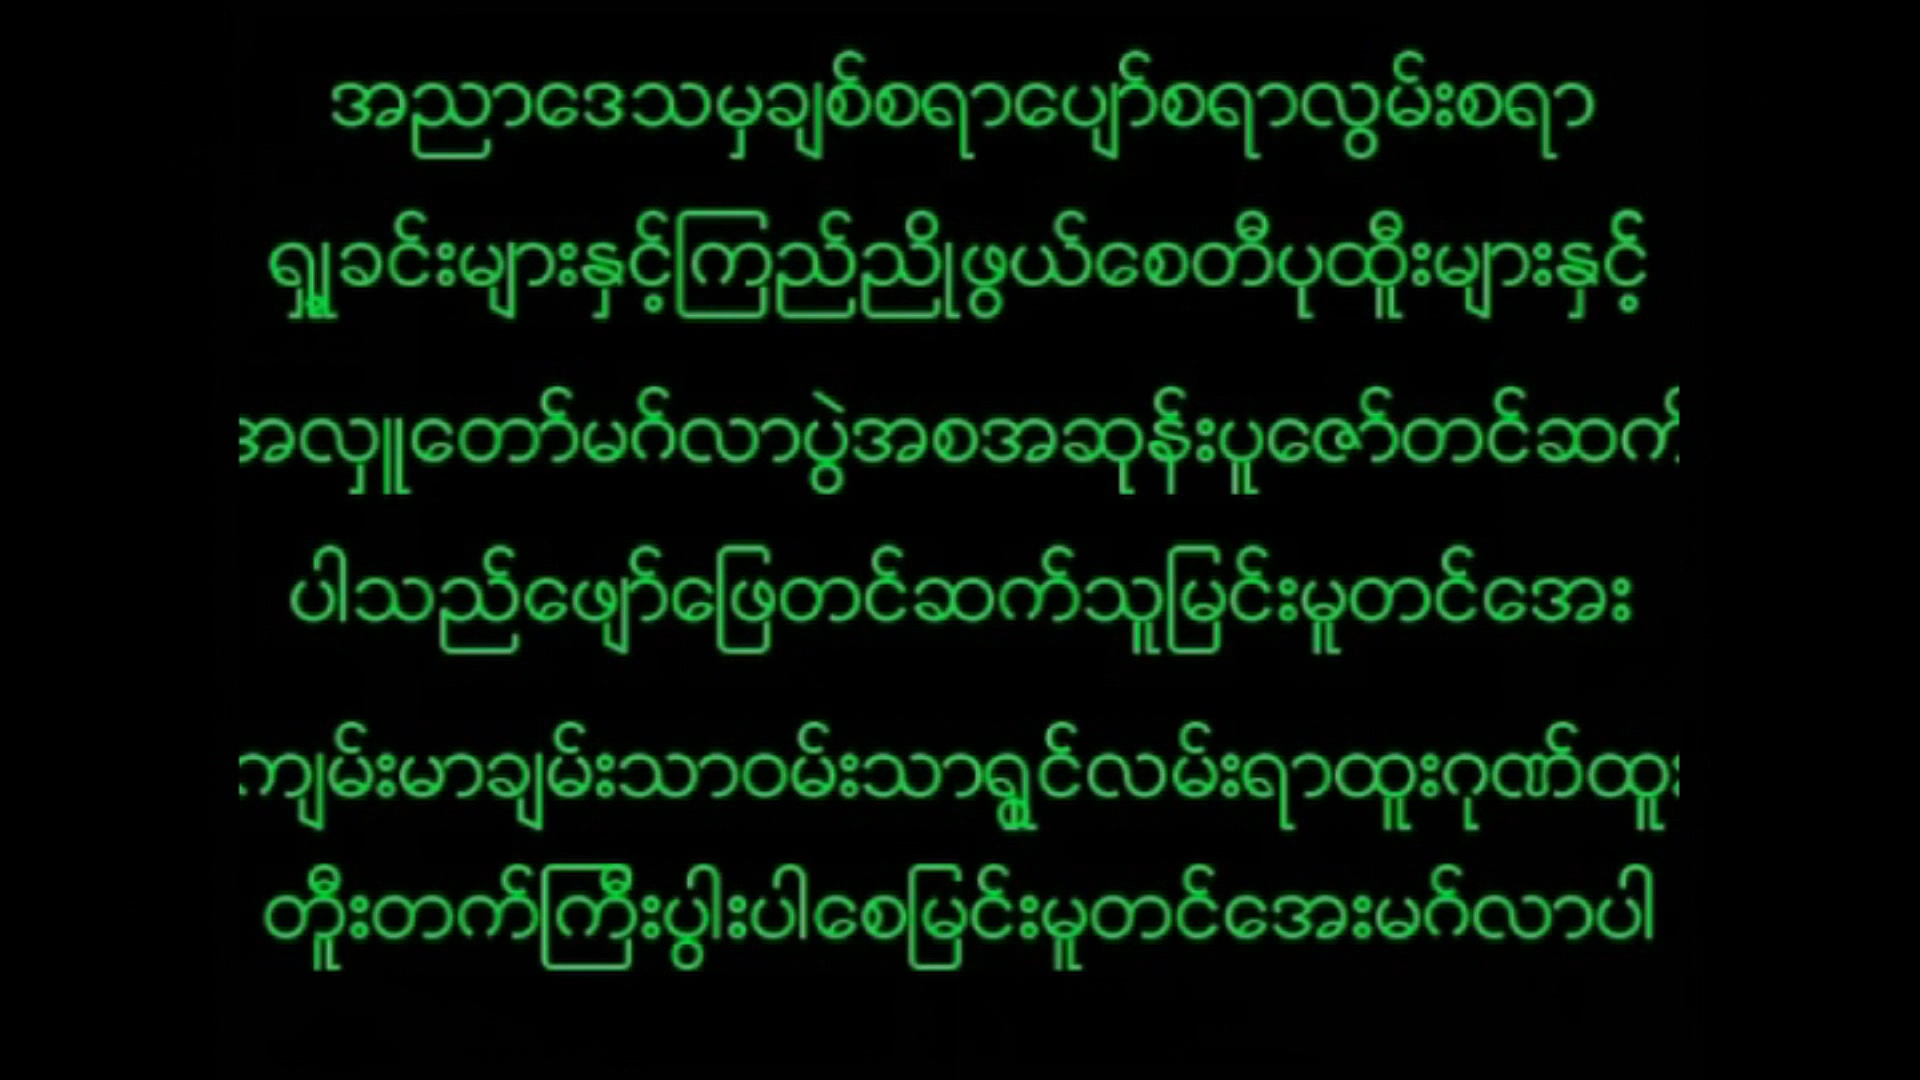 အညာဒေသမှချစ်စရာပျော်စရာလွမ်းစရာ
ရှုခင်းများနှင့်ကြည်ညိုဖွယ်စေတီပုထိူးများနှင့်
အလှူတော်မင်္ဂလာပွဲအစအဆုန်းပူဇော်တင်ဆက်
ပါသည်ဖျော်ဖြေတင်ဆက်သူမြင်းမူတင်အေး
ကျမ်းမာချမ်းသာဝမ်းသာရွှင်လမ်းရာထူးဂုဏ်ထူး
တိူးတက်ကြီးပွါးပါစေမြင်းမူတင်အေးမင်္ဂလာပါ